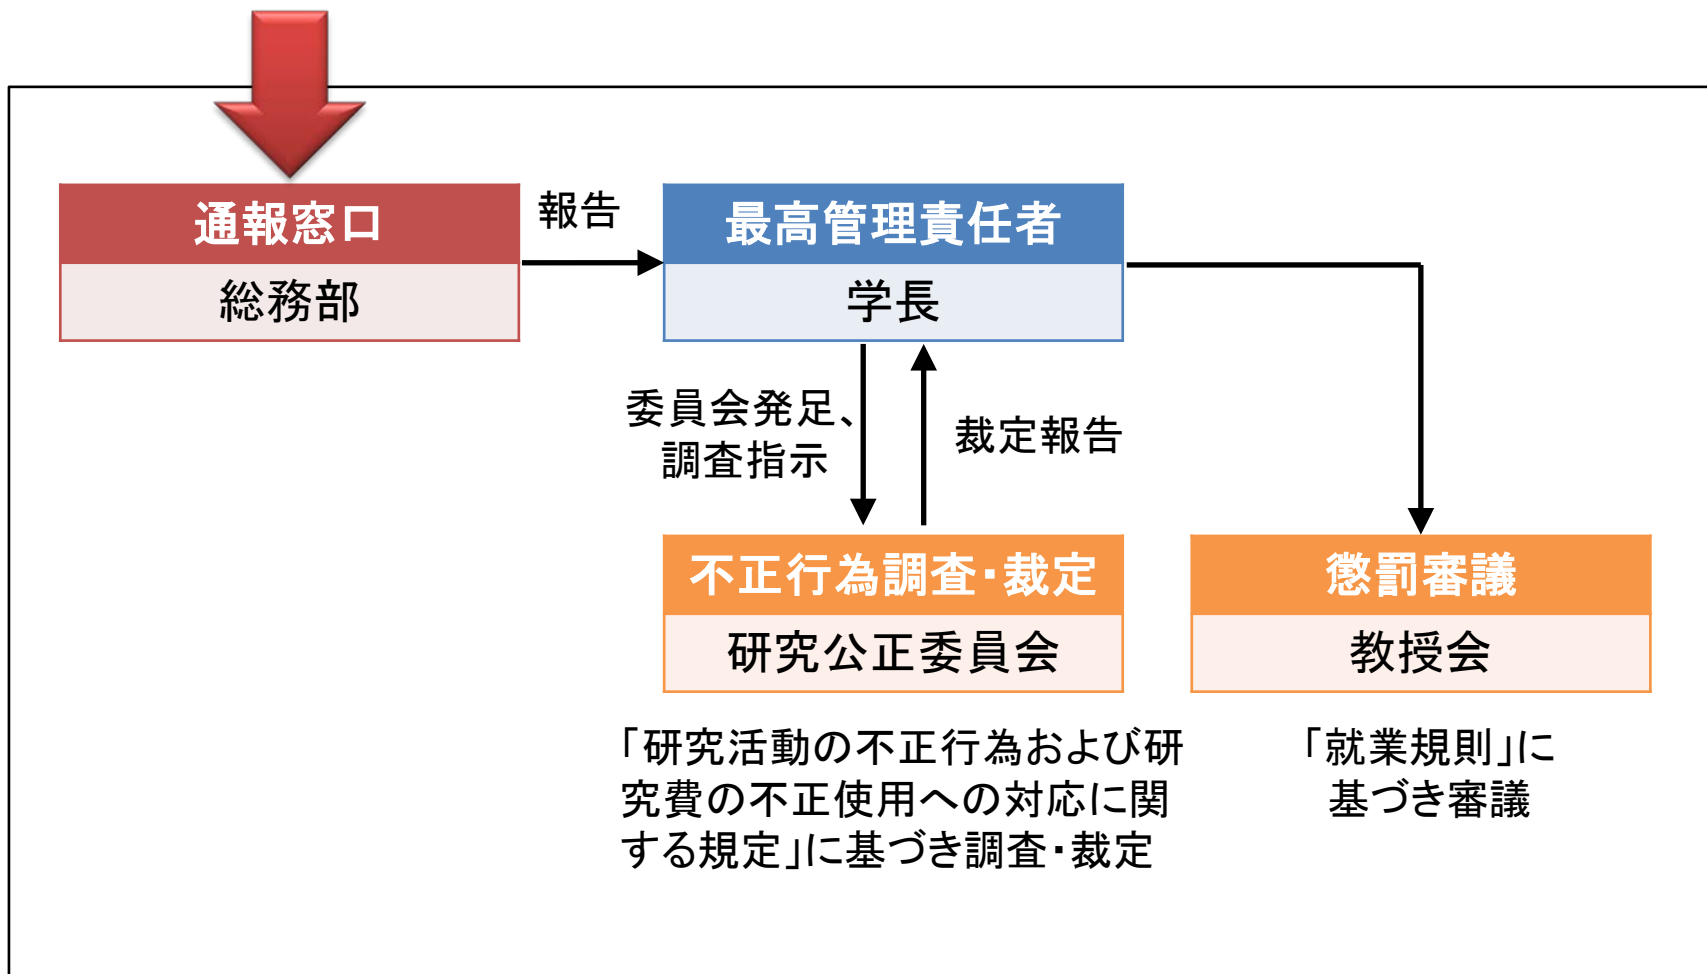 通報窓口
総務部
報告
最高管理責任者
学長
委員会発足、
調査指示
裁定報告
不正行為調査・裁定
研究公正委員会
懲罰審議
教授会
「研究活動の不正行為および研
究費の不正使用への対応に関
する規定」に基づき調査・裁定
「就業規則」に
基づき審議